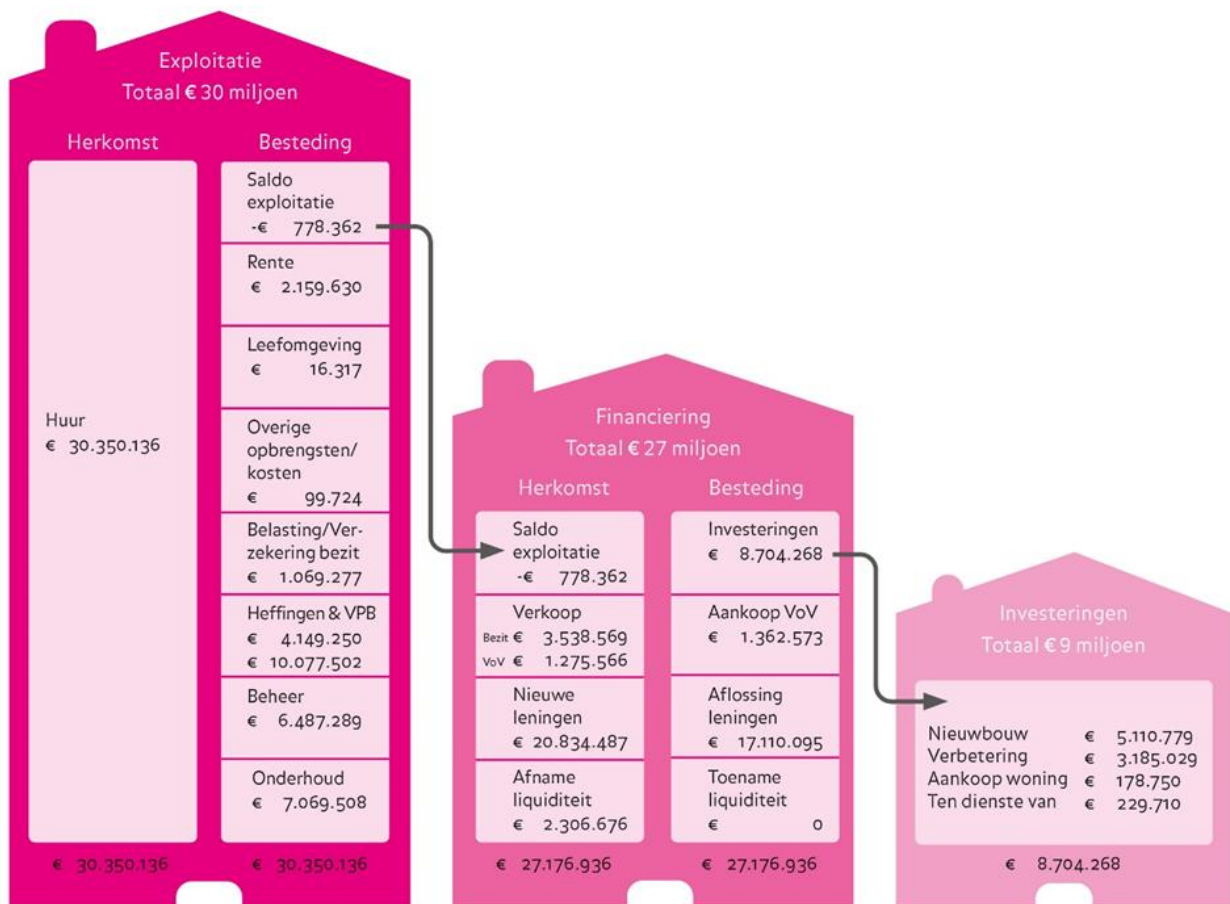 Exploitatie
Totaal € 30 miljoen
Herkomst
Huur
€ 30.350.136
€ 30.350.136
Besteding
Saldo
exploitatie
-€ 778.362
Rente
€ 2.159.630
Leefomgeving
€ 16.317
Overige
opbrengsten/
kosten
€ 99.724
Belasting/Ver-
zekering bezit
€ 1.069.277
Heffingen & VPB
€ 4.149.250
€ 10.077.502
Beheer
€ 6.487.289
Onderhoud
€ 7.069.508
€ 30.350.136
Financiering
Totaal € 27 miljoen
Herkomst
Saldo
exploitatie
-€ 778.362
Verkoop
Bezit € 3.538.569
VoV € 1.275.566
Nieuwe
leningen
€ 20.834.487
Afname
liquiditeit
€ 2.306.676
€ 27.176.936
Besteding
Investeringen
€ 8.704.268
Aankoop VoV
€ 1.362.573
Aflossing
leningen
€ 17.110.095
Toename
liquiditeit
€ 0
€ 27.176.936
Investeringen
Totaal € 9 miljoen
Nieuwbouw € 5.110.779
Verbetering € 3.185.029
Aankoop woning € 178.750
Ten dienste van € 229.710
€ 8.704.268